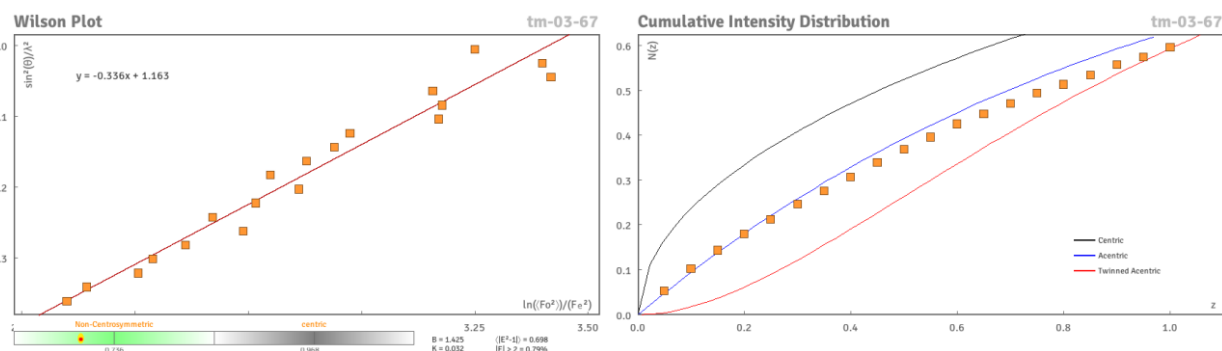 Wilson Plot
tm-03-67
sin²(θ)/λ²
y = -0.336x + 1.163
ln(⟨Fo²⟩)/(Fe²)
3.25
3.50
Non-Centrosymmetric
centric
B = 1.425
K = 0.032
⟨|E²-1|⟩ = 0.698
|E| > 2 = 0.79%
Cumulative Intensity Distribution
tm-03-67
N(z)
0.6
0.5
0.4
0.3
0.2
0.1
0.0
Centric
Acentric
Twinned Acentric
z
0.0
0.2
0.4
0.6
0.8
1.0